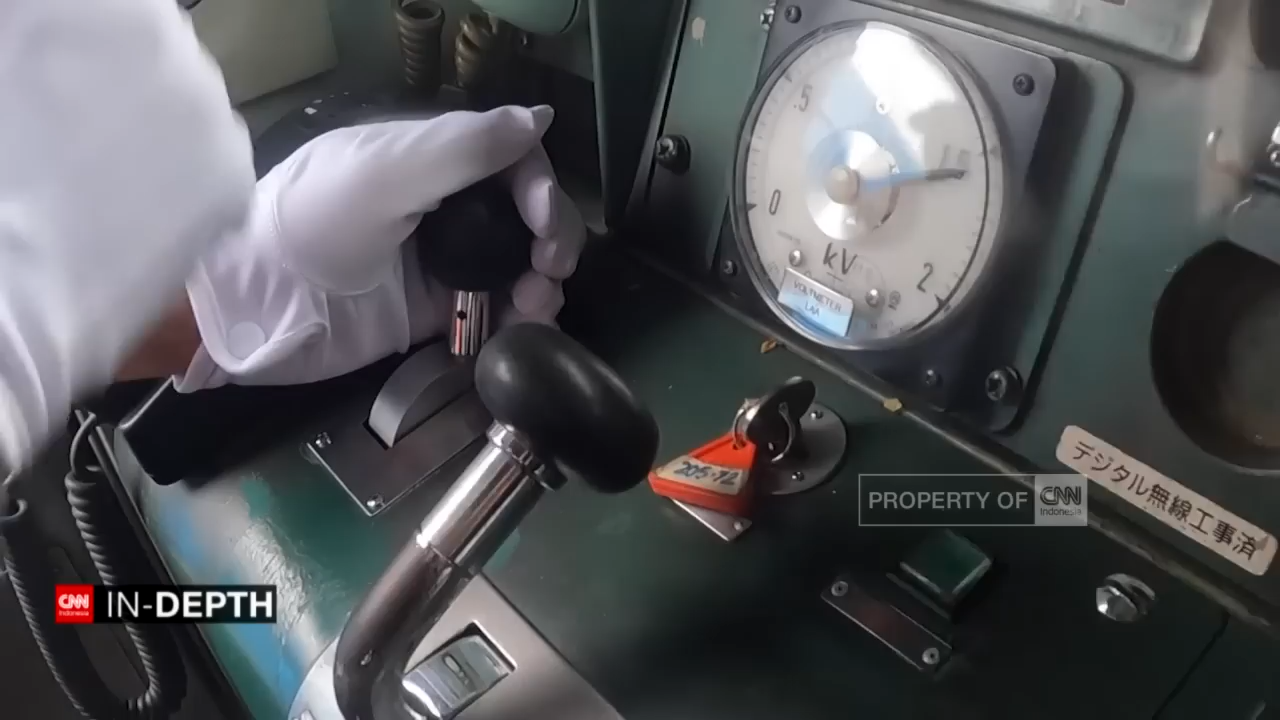 .5
1.5
0
kV
2
VOLTMETER
LAA
205-12
PROPERTY OF CNN
Indonesia
デジタル無線工事済
CNN
Indonesia
IN-DEPTH